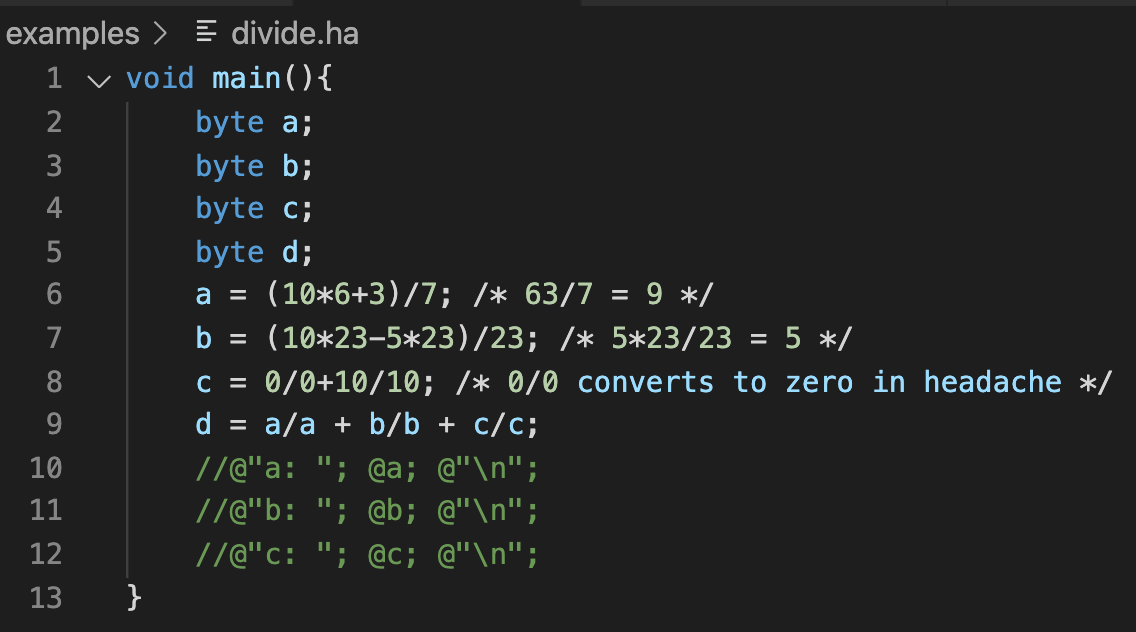 examples > divide.ha
1 void main(){
2     byte a;
3     byte b;
4     byte c;
5     byte d;
6     a = (10*6+3)/7; /* 63/7 = 9 */
7     b = (10*23-5*23)/23; /* 5*23/23 = 5 */
8     c = 0/0+10/10; /* 0/0 converts to zero in headache */
9     d = a/a + b/b + c/c;
10     //@"a: "; @a; @"\n";
11     //@"b: "; @b; @"\n";
12     //@"c: "; @c; @"\n";
13 }